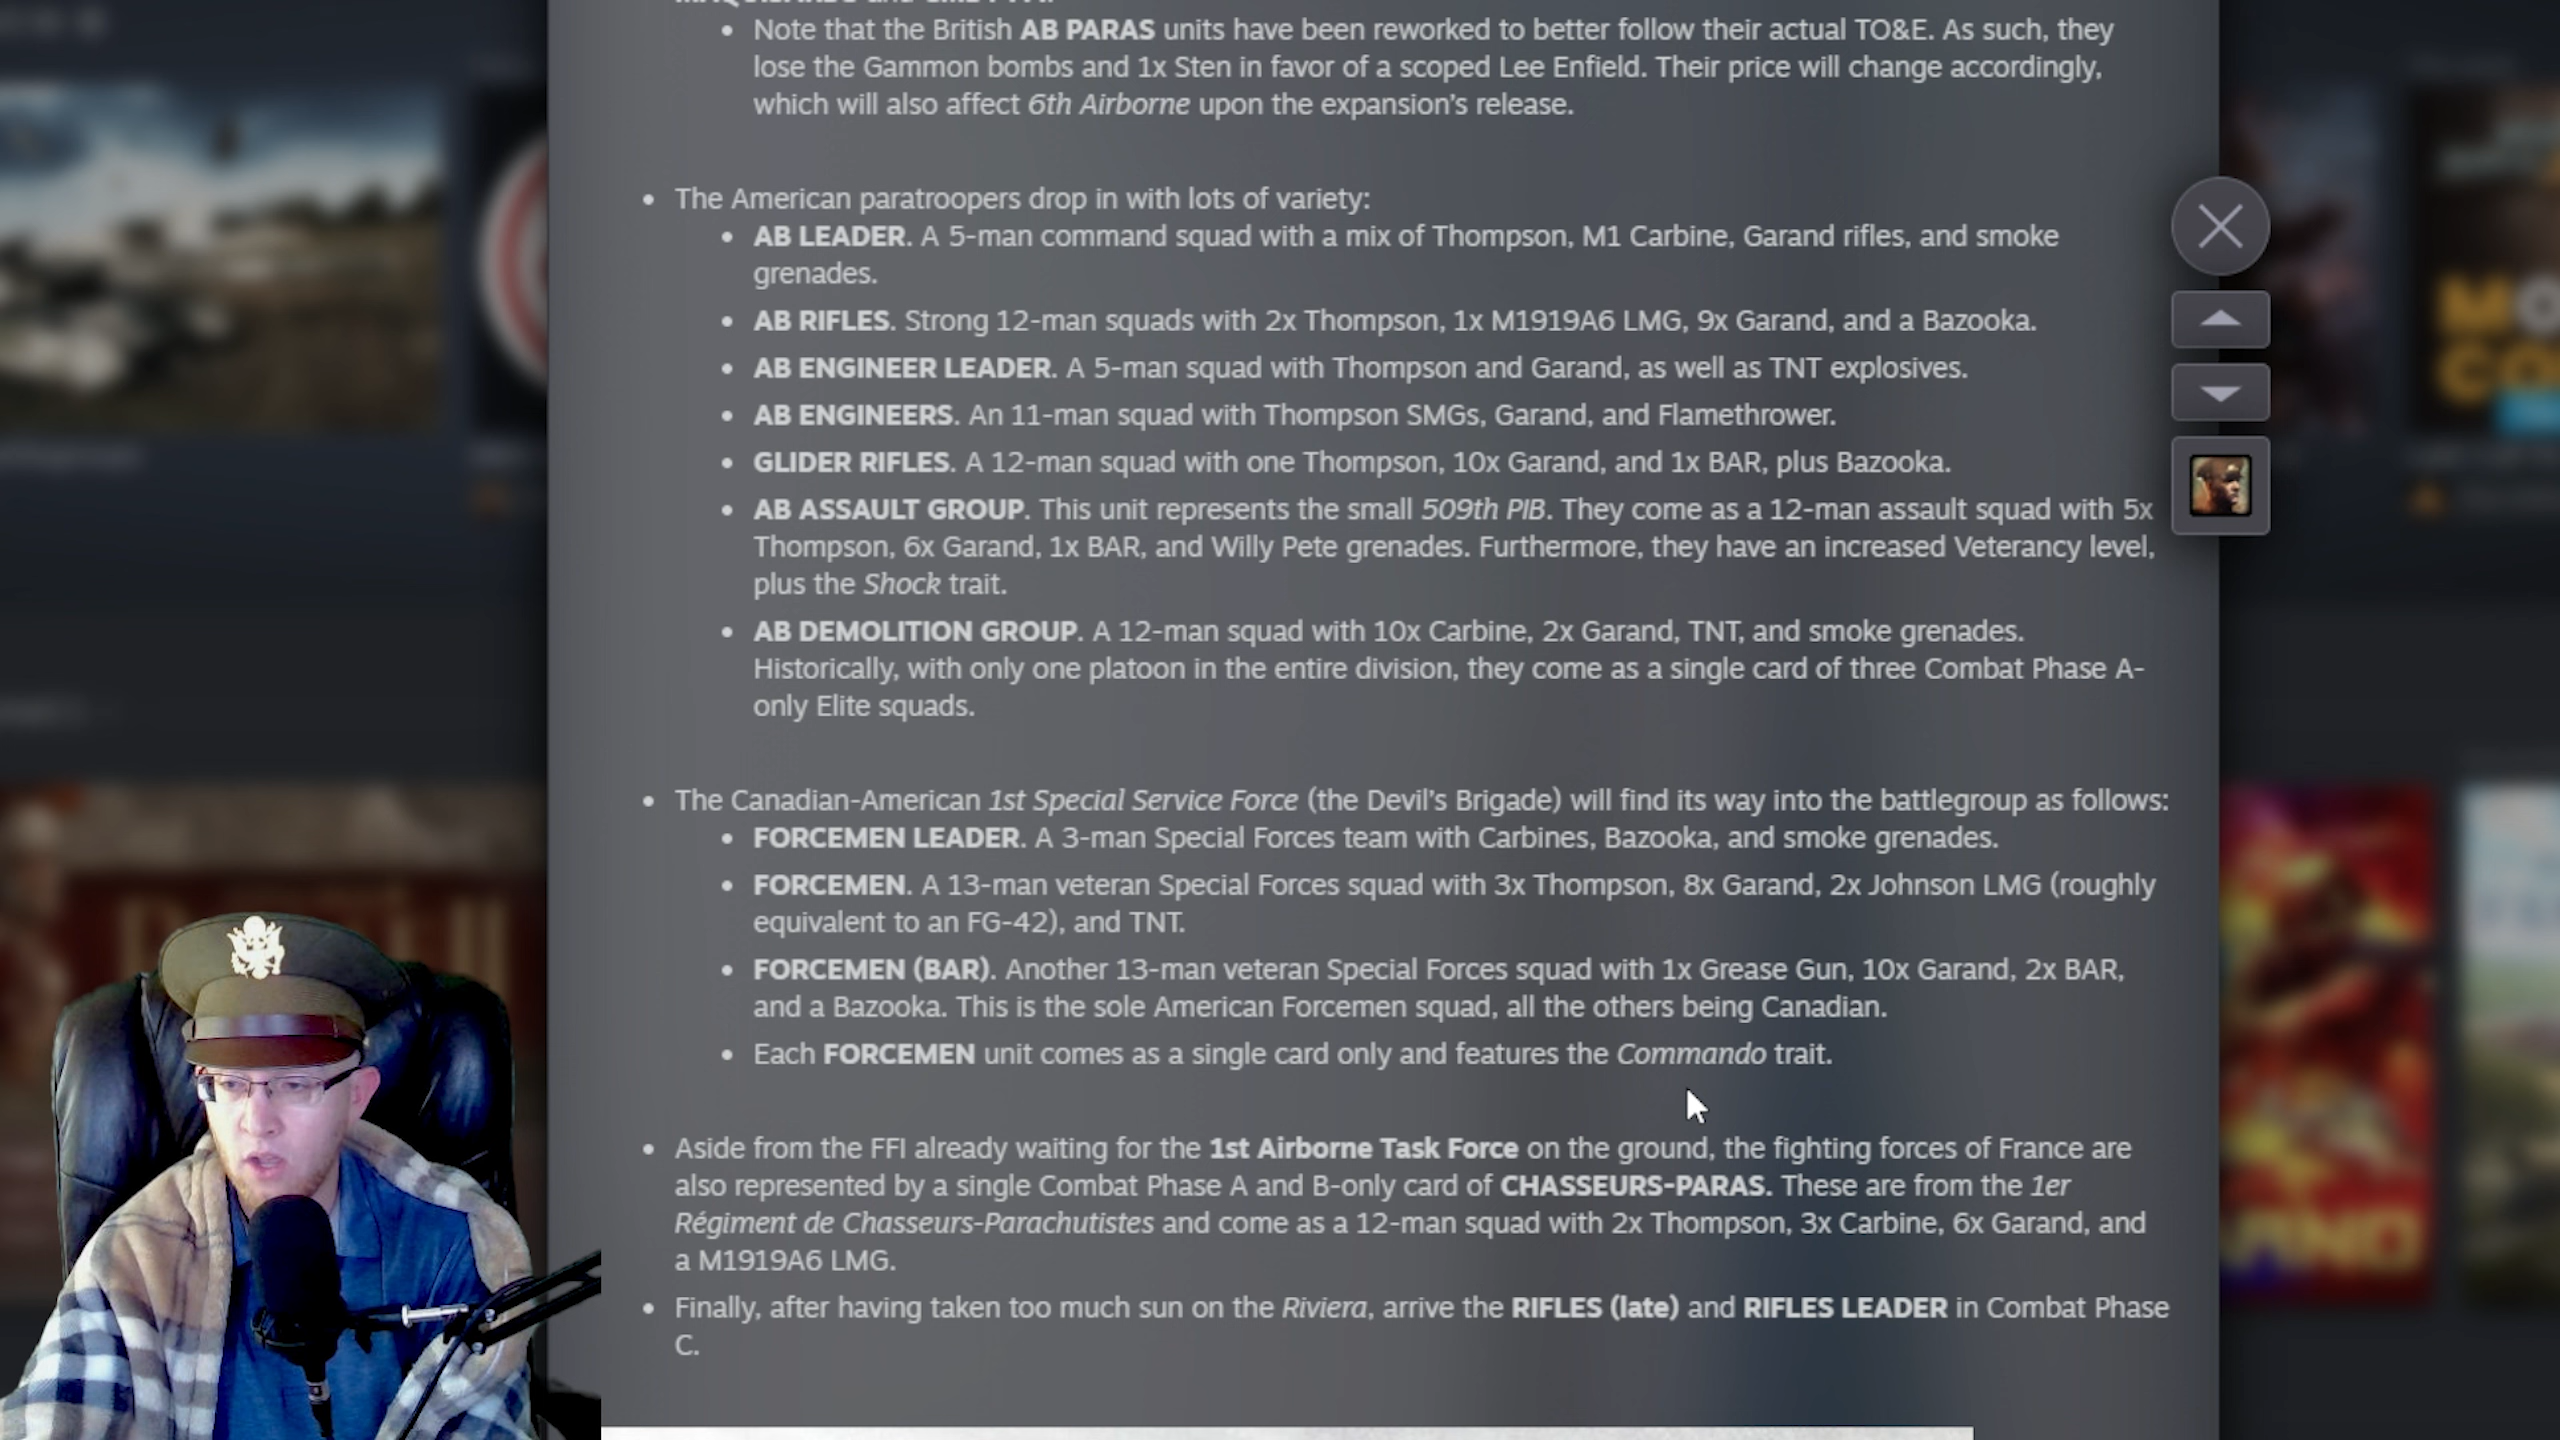 Note that the British AB PARAS units have been reworked to better follow their actual TO&E. As such, they
lose the Gammon bombs and 1x Sten in favor of a scoped Lee Enfield. Their price will change accordingly,
which will also affect 6th Airborne upon the expansion's release.
The American paratroopers drop in with lots of variety:
AB LEADER. A 5-man command squad with a mix of Thompson, M1 Carbine, Garand rifles, and smoke
grenades.
AB RIFLES. Strong 12-man squads with 2x Thompson, 1x M1919A6 LMG, 9x Garand, and a Bazooka.
AB ENGINEER LEADER. A 5-man squad with Thompson and Garand, as well as TNT explosives.
AB ENGINEERS. An 11-man squad with Thompson SMGs, Garand, and Flamethrower.
GLIDER RIFLES. A 12-man squad with one Thompson, 10x Garand, and 1x BAR, plus Bazooka.
AB ASSAULT GROUP. This unit represents the small 509th PIB. They come as a 12-man assault squad with 5x
Thompson, 6x Garand, 1x BAR, and Willy Pete grenades. Furthermore, they have an increased Veterancy level,
plus the Shock trait.
AB DEMOLITION GROUP. A 12-man squad with 10x Carbine, 2x Garand, TNT, and smoke grenades.
Historically, with only one platoon in the entire division, they come as a single card of three Combat Phase A-
only Elite squads.
The Canadian-American 1st Special Service Force (the Devil's Brigade) will find its way into the battlegroup as follows:
FORCEMEN LEADER. A 3-man Special Forces team with Carbines, Bazooka, and smoke grenades.
FORCEMEN. A 13-man veteran Special Forces squad with 3x Thompson, 8x Garand, 2x Johnson LMG (roughly
equivalent to an FG-42), and TNT.
FORCEMEN (BAR). Another 13-man veteran Special Forces squad with 1x Grease Gun, 10x Garand, 2x BAR,
and a Bazooka. This is the sole American Forcemen squad, all the others being Canadian.
Each FORCEMEN unit comes as a single card only and features the Commando trait.
Aside from the FFI already waiting for the 1st Airborne Task Force on the ground, the fighting forces of France are
also represented by a single Combat Phase A and B-only card of CHASSEURS-PARAS. These are from the 1er
Régiment de Chasseurs-Parachutistes and come as a 12-man squad with 2x Thompson, 3x Carbine, 6x Garand, and
a M1919A6 LMG.
Finally, after having taken too much sun on the Riviera, arrive the RIFLES (late) and RIFLES LEADER in Combat Phase
C.